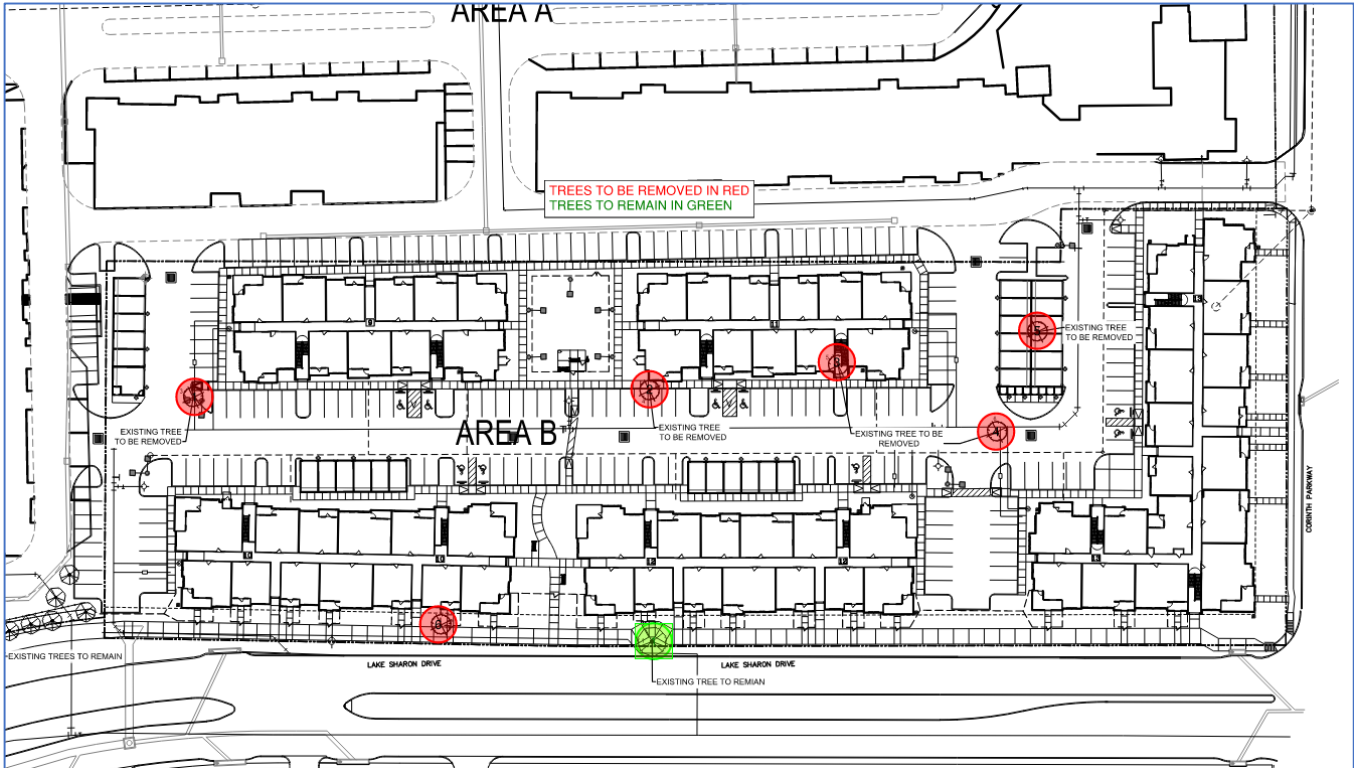 AREA A
TREES TO BE REMOVED IN RED
TREES TO REMAIN IN GREEN
EXISTING TREE
TO BE REMOVED
EXISTING TREE
TO BE REMOVED
EXISTING TREE
TO BE REMOVED
EXISTING TREE TO BE
REMOVED
AREA B
CORINTH PARKWAY
EXISTING TREES TO REMAIN
LAKE SHARON DRIVE
LAKE SHARON DRIVE
EXISTING TREE TO REMIAN